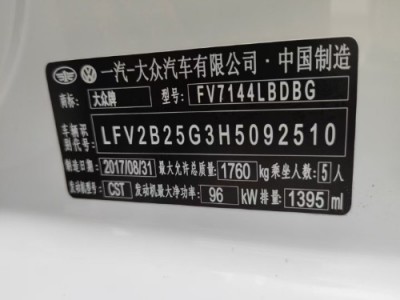 一汽-大众汽车有限公司·中国制造
商标: 大众牌 型号: FV7144LBDBG
车辆识别代号: LFV2B25G3H5092510
制造年月: 2017/08/31 最大允许总质量: 1760 kg 乘坐人数: 5人
发动机型号: CST 发动机最大净功率: 96 kW 排量: 1395 ml